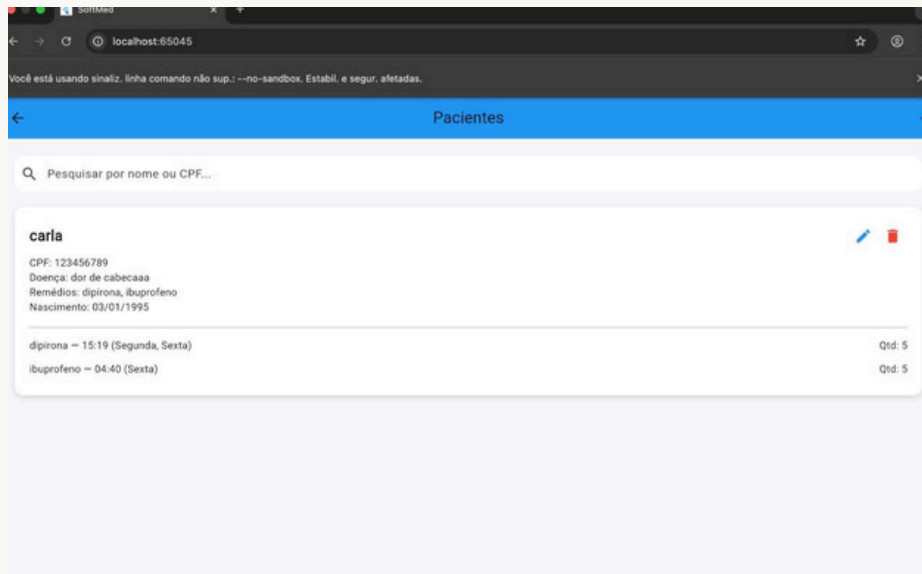 SoftMed
localhost:65045
Você está usando sinaliz. linha comando não sup.: --no-sandbox. Estabil. e segur. afetadas.
Pacientes
Pesquisar por nome ou CPF...
carla
CPF: 123456789
Doença: dor de cabecaaa
Remédios: dipirona, ibuprofeno
Nascimento: 03/01/1995
dipirona — 15:19 (Segunda, Sexta) Qtd: 5
ibuprofeno — 04:40 (Sexta) Qtd: 5